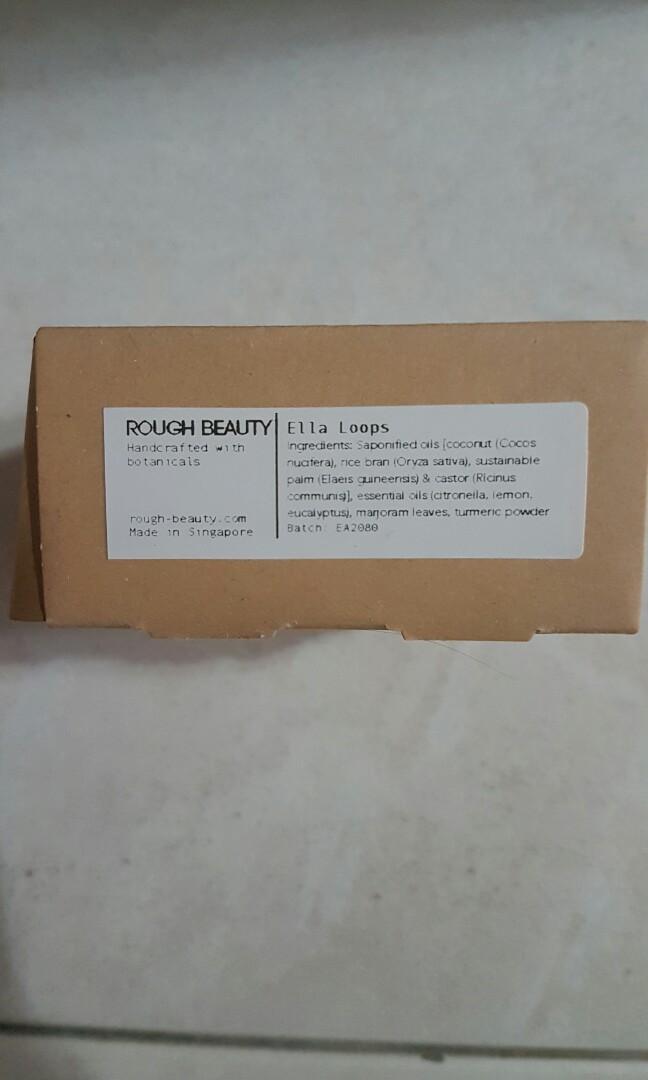 ROUGH BEAUTY
Handcrafted with
botanicals
rough-beauty.com
Made in Singapore
Ella Loops
Ingredients: Saponified oils [coconut (Cocos
nucifera), rice bran (Oryza sativa), sustainable
palm (Elaeis guineensis) & castor (Ricinus
communis)], essential oils (citronella, lemon,
eucalyptus), marjoram leaves, turmeric powder
Batch: EA2080